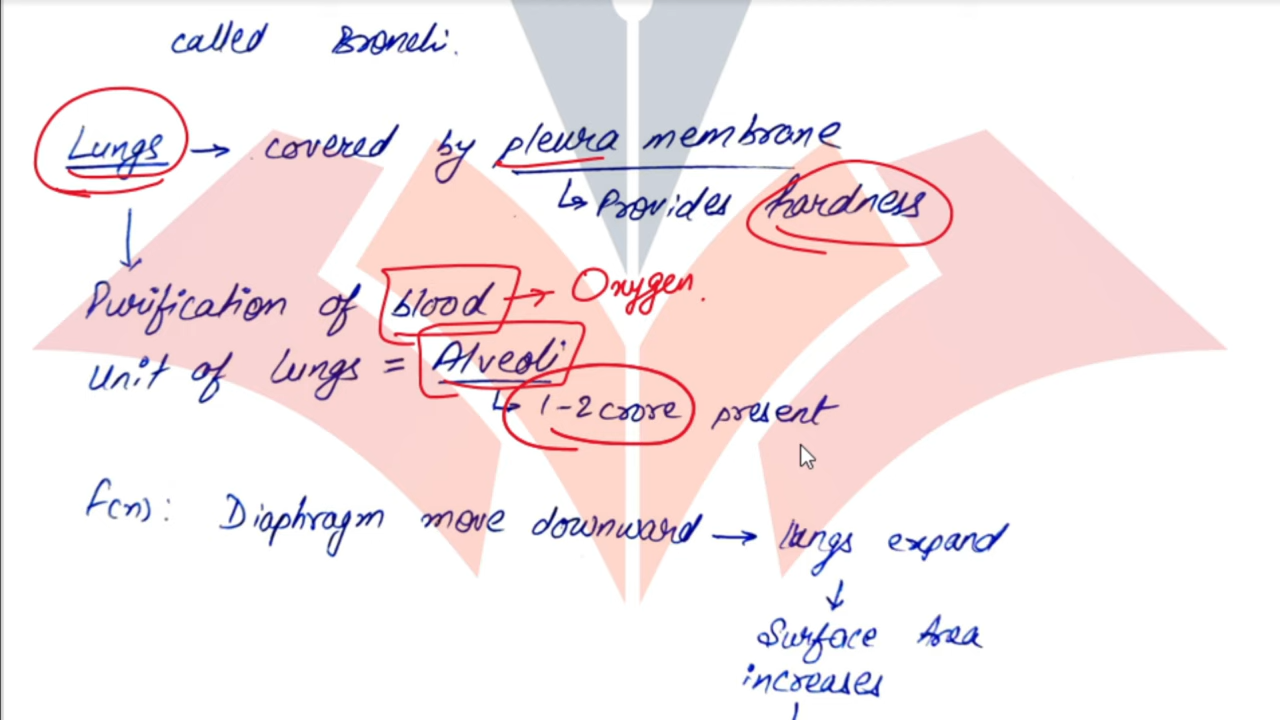 called Bronchi.
Lungs → covered by pleura membrane
↳ Provides hardness
Purification of blood → Oxygen.
Unit of Lungs = Alveoli
↳ 1-2 crore present
F(n): Diaphragm move downward → lungs expand
↓
Surface Area
increases